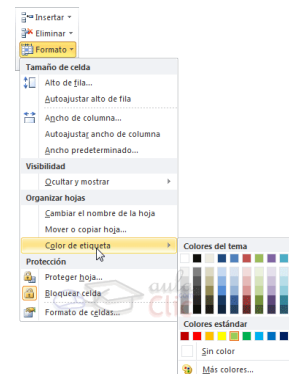 Insertar
Eliminar
Formato
Tamaño de celda
Alto de fila...
Autoajustar alto de fila
Ancho de columna...
Autoajustar ancho de columna
Ancho predeterminado...
Visibilidad
Ocultar y mostrar
Organizar hojas
Cambiar el nombre de la hoja
Mover o copiar hoja...
Color de etiqueta
Protección
Proteger hoja...
Bloquear celda
Formato de celdas...
Colores del tema
Colores estándar
Sin color
Más colores...